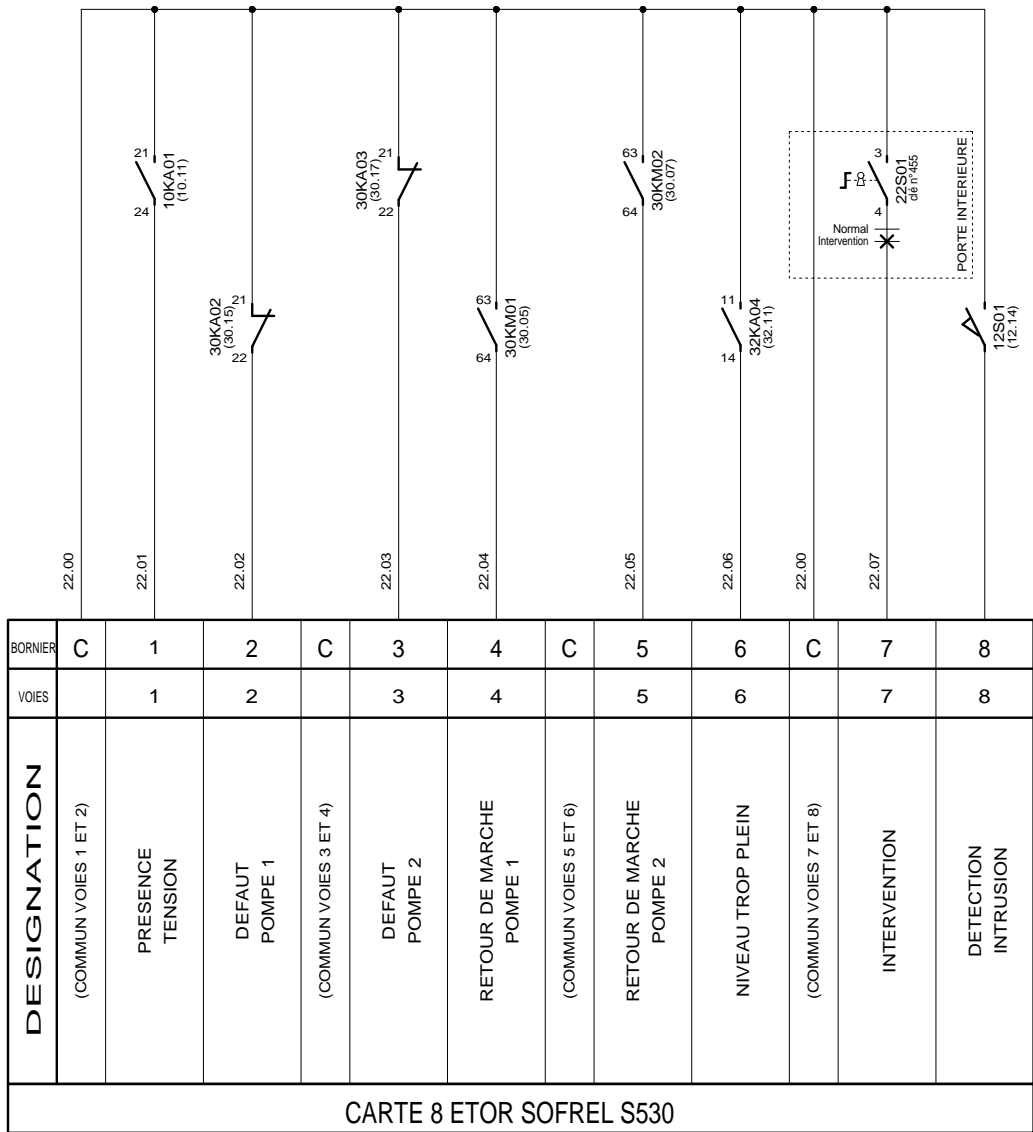 21
24
10KA01
(10.11)
21
22
30KA03
(30.17)
63
64
30KM02
(30.07)
3
4
22S01
clé n°455
Normal
Intervention
PORTE INTERIEURE
21
22
30KA02
(30.15)
63
64
30KM01
(30.05)
11
14
32KA04
(32.11)
12S01
(12.14)
22.00
22.01
22.02
22.03
22.04
22.05
22.06
22.00
22.07
BORNIER C 1 2 C 3 4 C 5 6 C 7 8
VOIES 1 2 3 4 5 6 7 8
DESIGNATION
(COMMUN VOIES 1 ET 2)
PRESENCE
TENSION
DEFAUT
POMPE 1
(COMMUN VOIES 3 ET 4)
DEFAUT
POMPE 2
RETOUR DE MARCHE
POMPE 1
(COMMUN VOIES 5 ET 6)
RETOUR DE MARCHE
POMPE 2
NIVEAU TROP PLEIN
(COMMUN VOIES 7 ET 8)
INTERVENTION
DETECTION
INTRUSION
CARTE 8 ETOR SOFREL S530